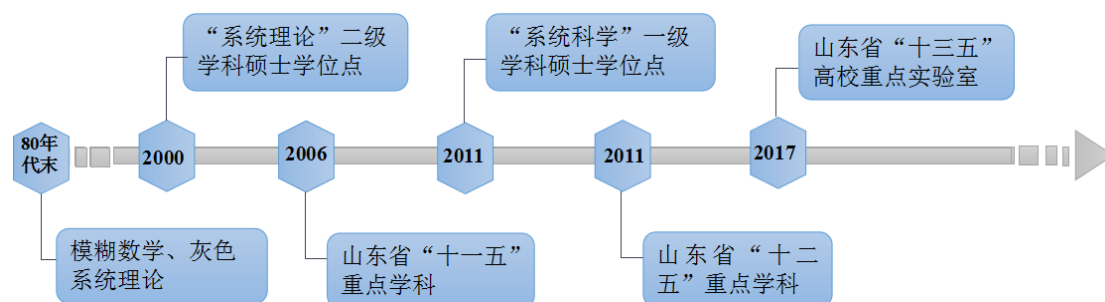 “系统理论”二级
学科硕士学位点
“系统科学”一级
学科硕士学位点
山东省“十三五”
高校重点实验室
80年
代末
2000
2006
2011
2011
2017
模糊数学、灰色
系统理论
山东省“十一五”
重点学科
山东省“十二
五”重点学科